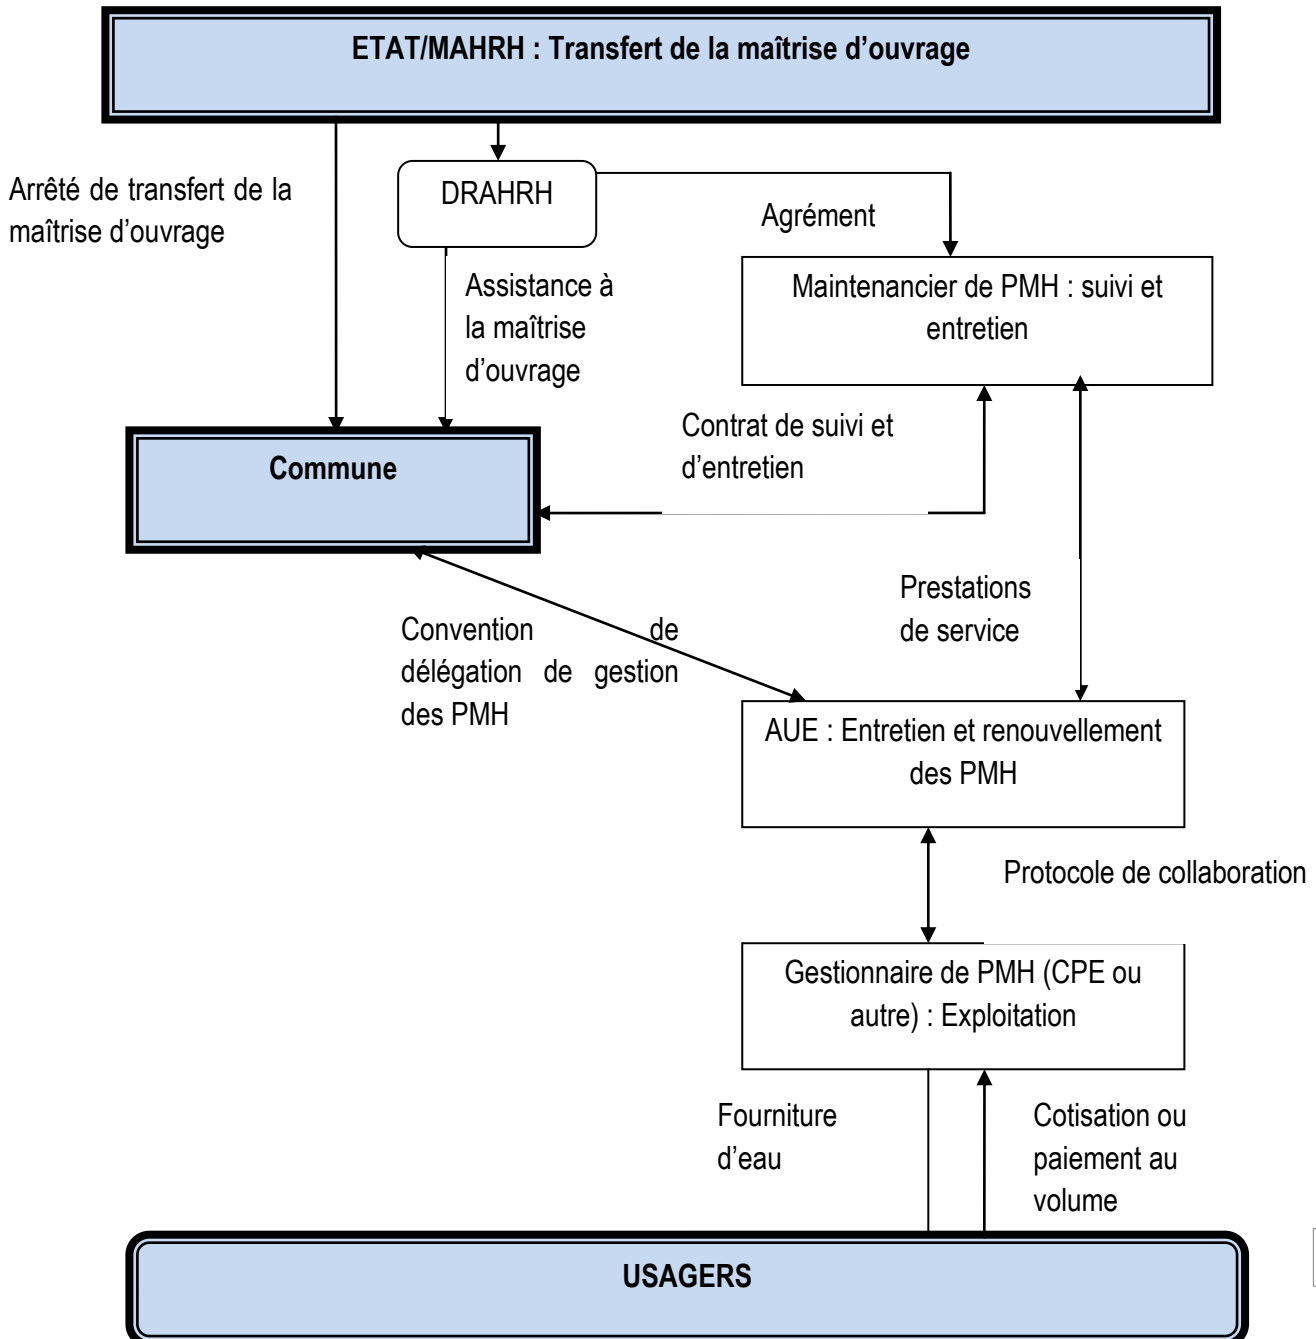 ETAT/MAHRH : Transfert de la maîtrise d'ouvrage
Arrêté de transfert de la
maîtrise d'ouvrage
DRAHRH
Agrément
Assistance à
la maîtrise
d'ouvrage
Maintenancier de PMH : suivi et
entretien
Contrat de suivi et
d'entretien
Commune
Prestations
de service
Convention de
délégation de gestion
des PMH
AUE : Entretien et renouvellement
des PMH
Protocole de collaboration
Gestionnaire de PMH (CPE ou
autre) : Exploitation
Fourniture
d'eau
Cotisation ou
paiement au
volume
USAGERS